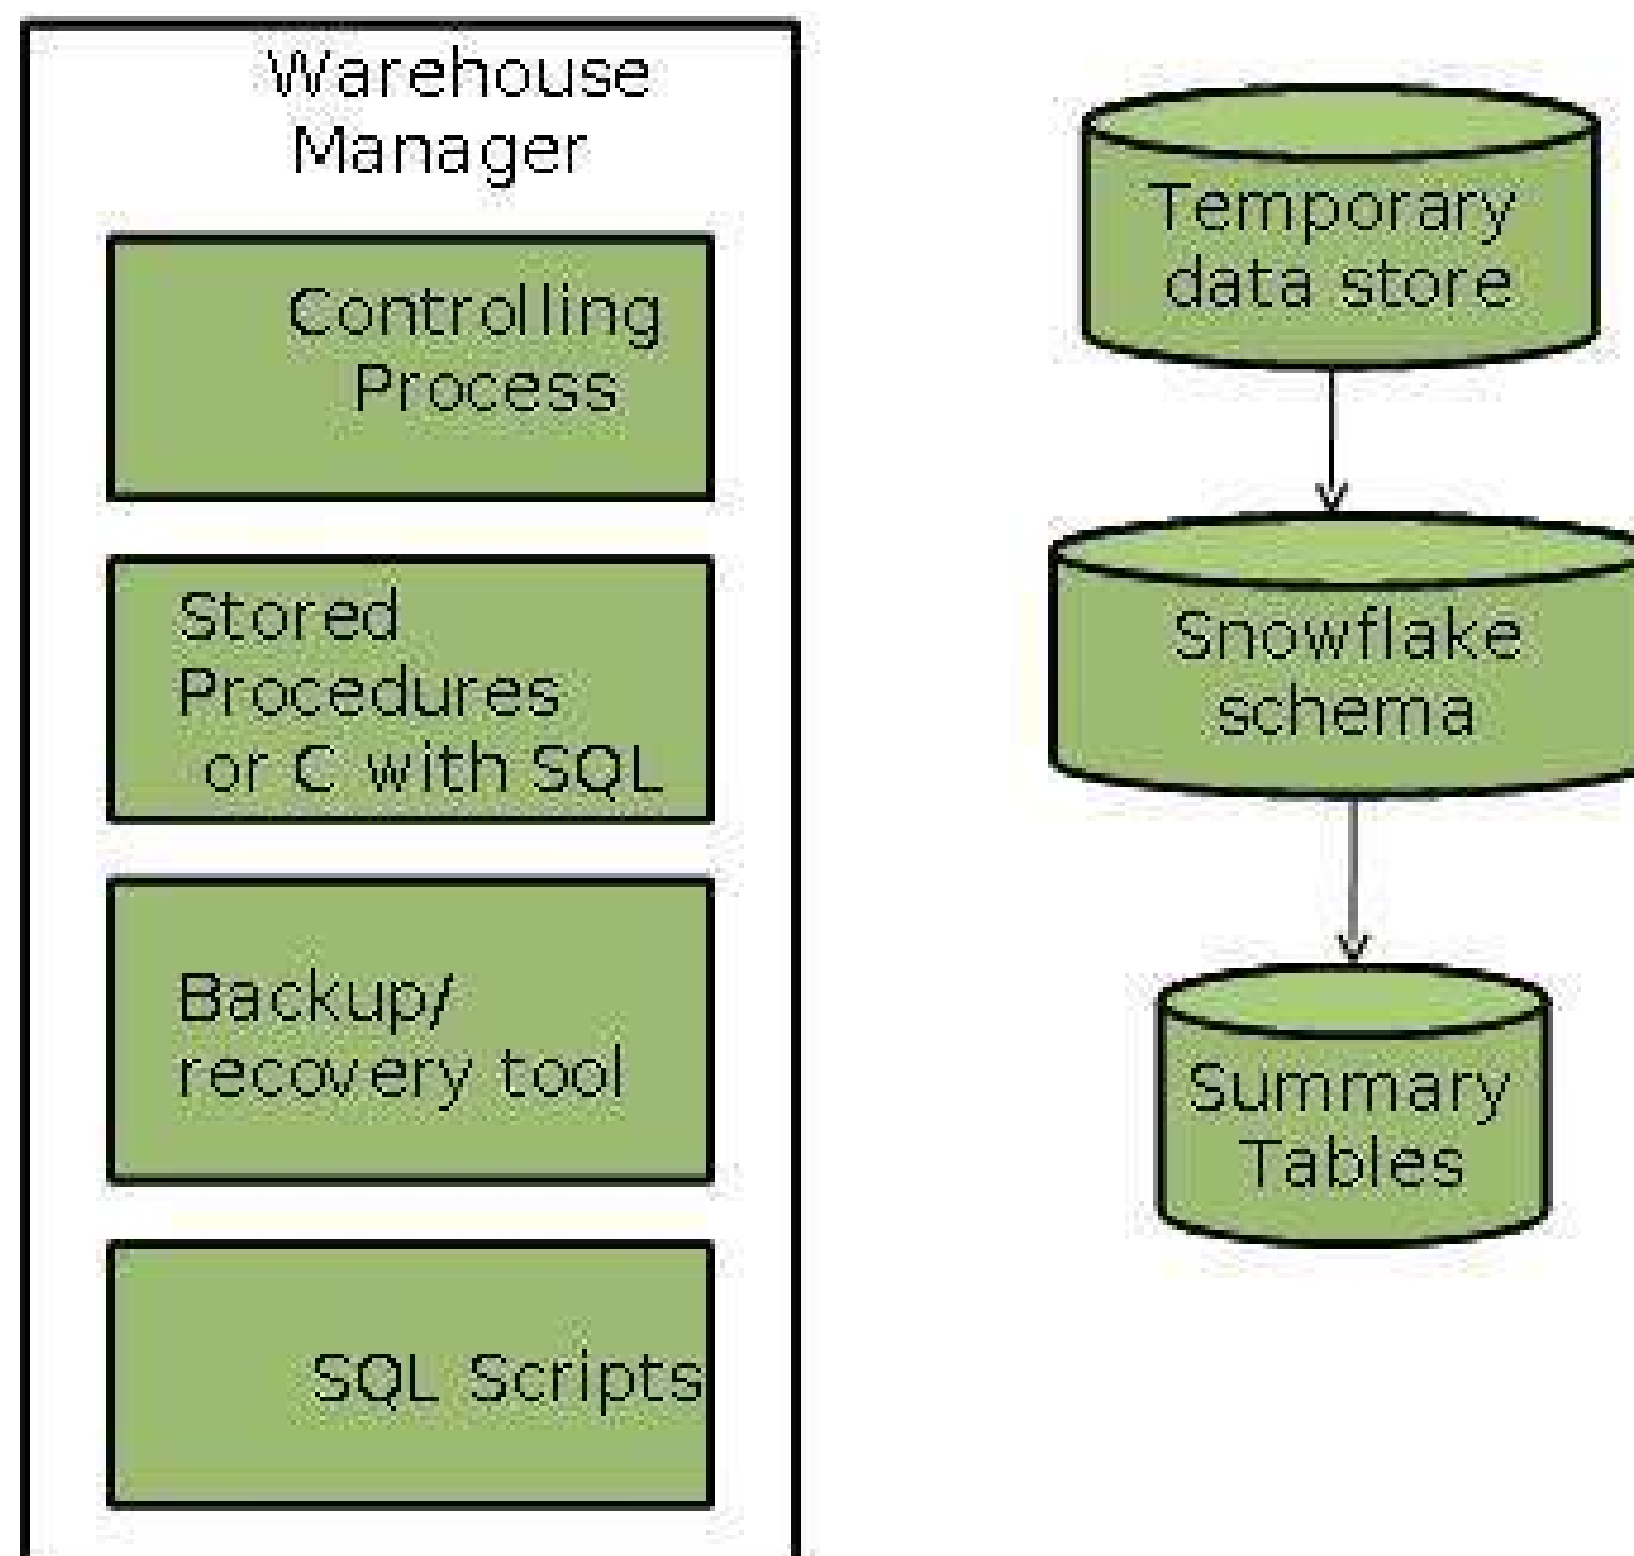 Warehouse
Manager
Controlling
Process
Stored
Procedures
or C with SQL
Backup/
recovery tool
SQL Scripts
Temporary
data store
Snowflake
schema
Summary
Tables